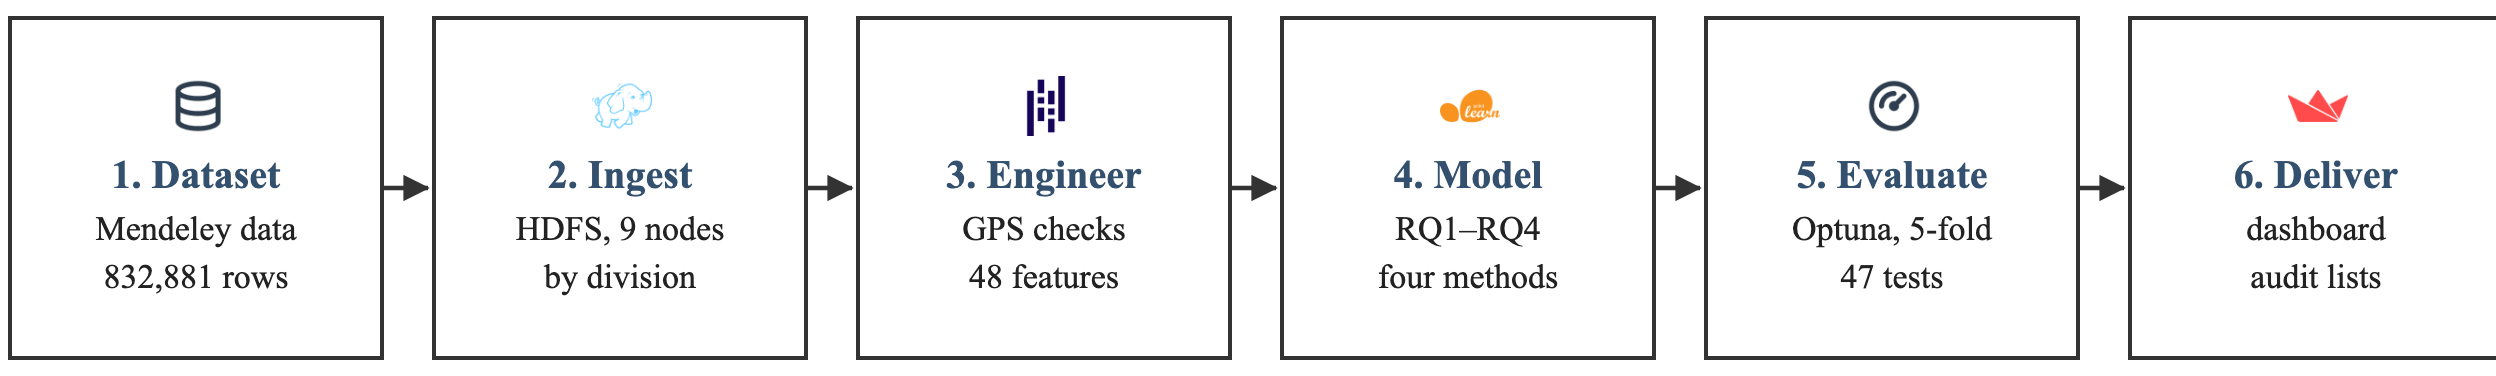 1. Dataset
Mendeley data
832,881 rows
2. Ingest
HDFS, 9 nodes
by division
3. Engineer
GPS checks
48 features
learn
4. Model
RQ1–RQ4
four methods
5. Evaluate
Optuna, 5-fold
47 tests
6. Deliver
dashboard
audit lists